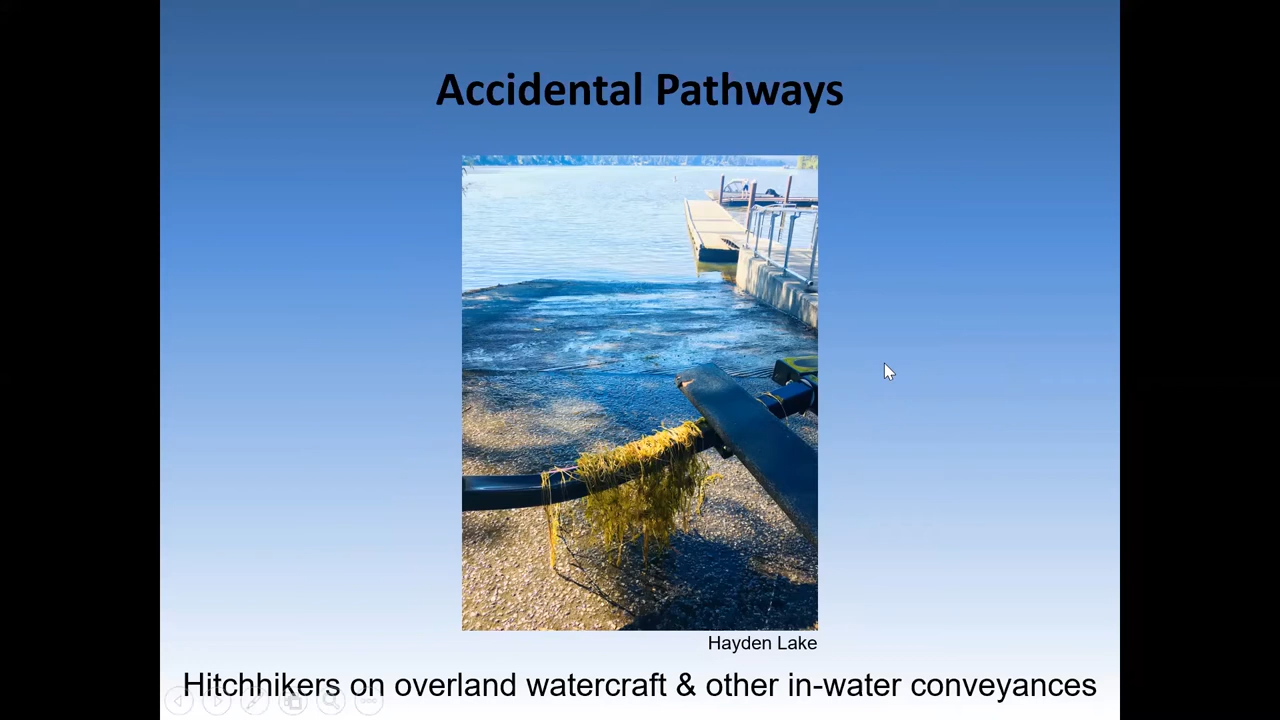 Accidental Pathways
Hayden Lake
Hitchhikers on overland watercraft & other in-water conveyances